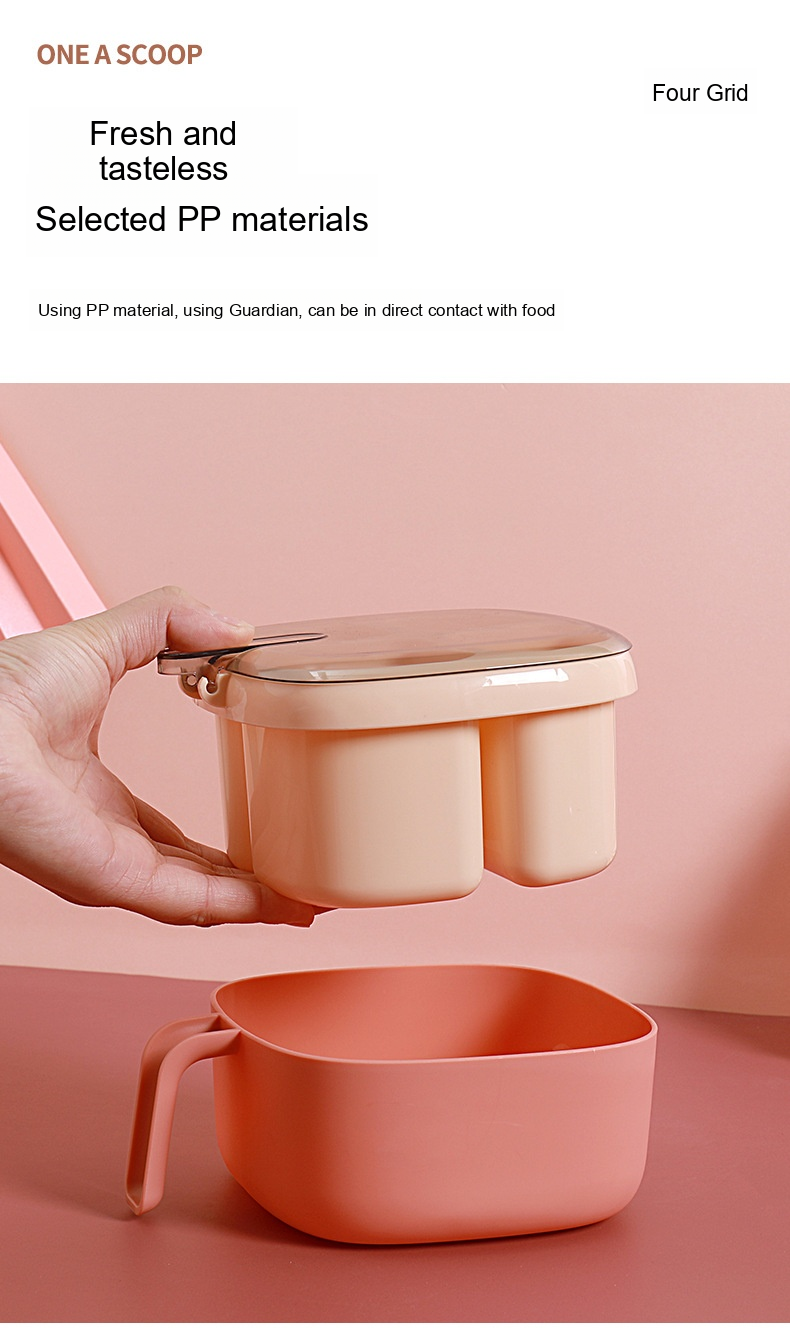 ONE A SCOOP
Four Grid
Fresh and
tasteless
Selected PP materials
Using PP material, using Guardian, can be in direct contact with food